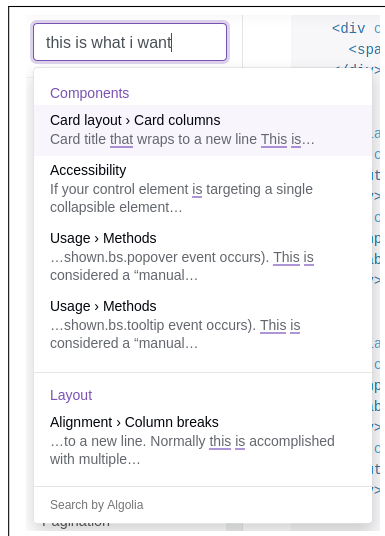 this is what i want
<div
<spa
Components
Card layout › Card columns
Card title that wraps to a new line This is…
Accessibility
If your control element is targeting a single
collapsible element…
Usage › Methods
…shown.bs.popover event occurs). This is
considered a “manual…
Usage › Methods
…shown.bs.tooltip event occurs). This is
considered a “manual…
Layout
Alignment › Column breaks
…to a new line. Normally this is accomplished
with multiple…
Search by Algolia
Pagination